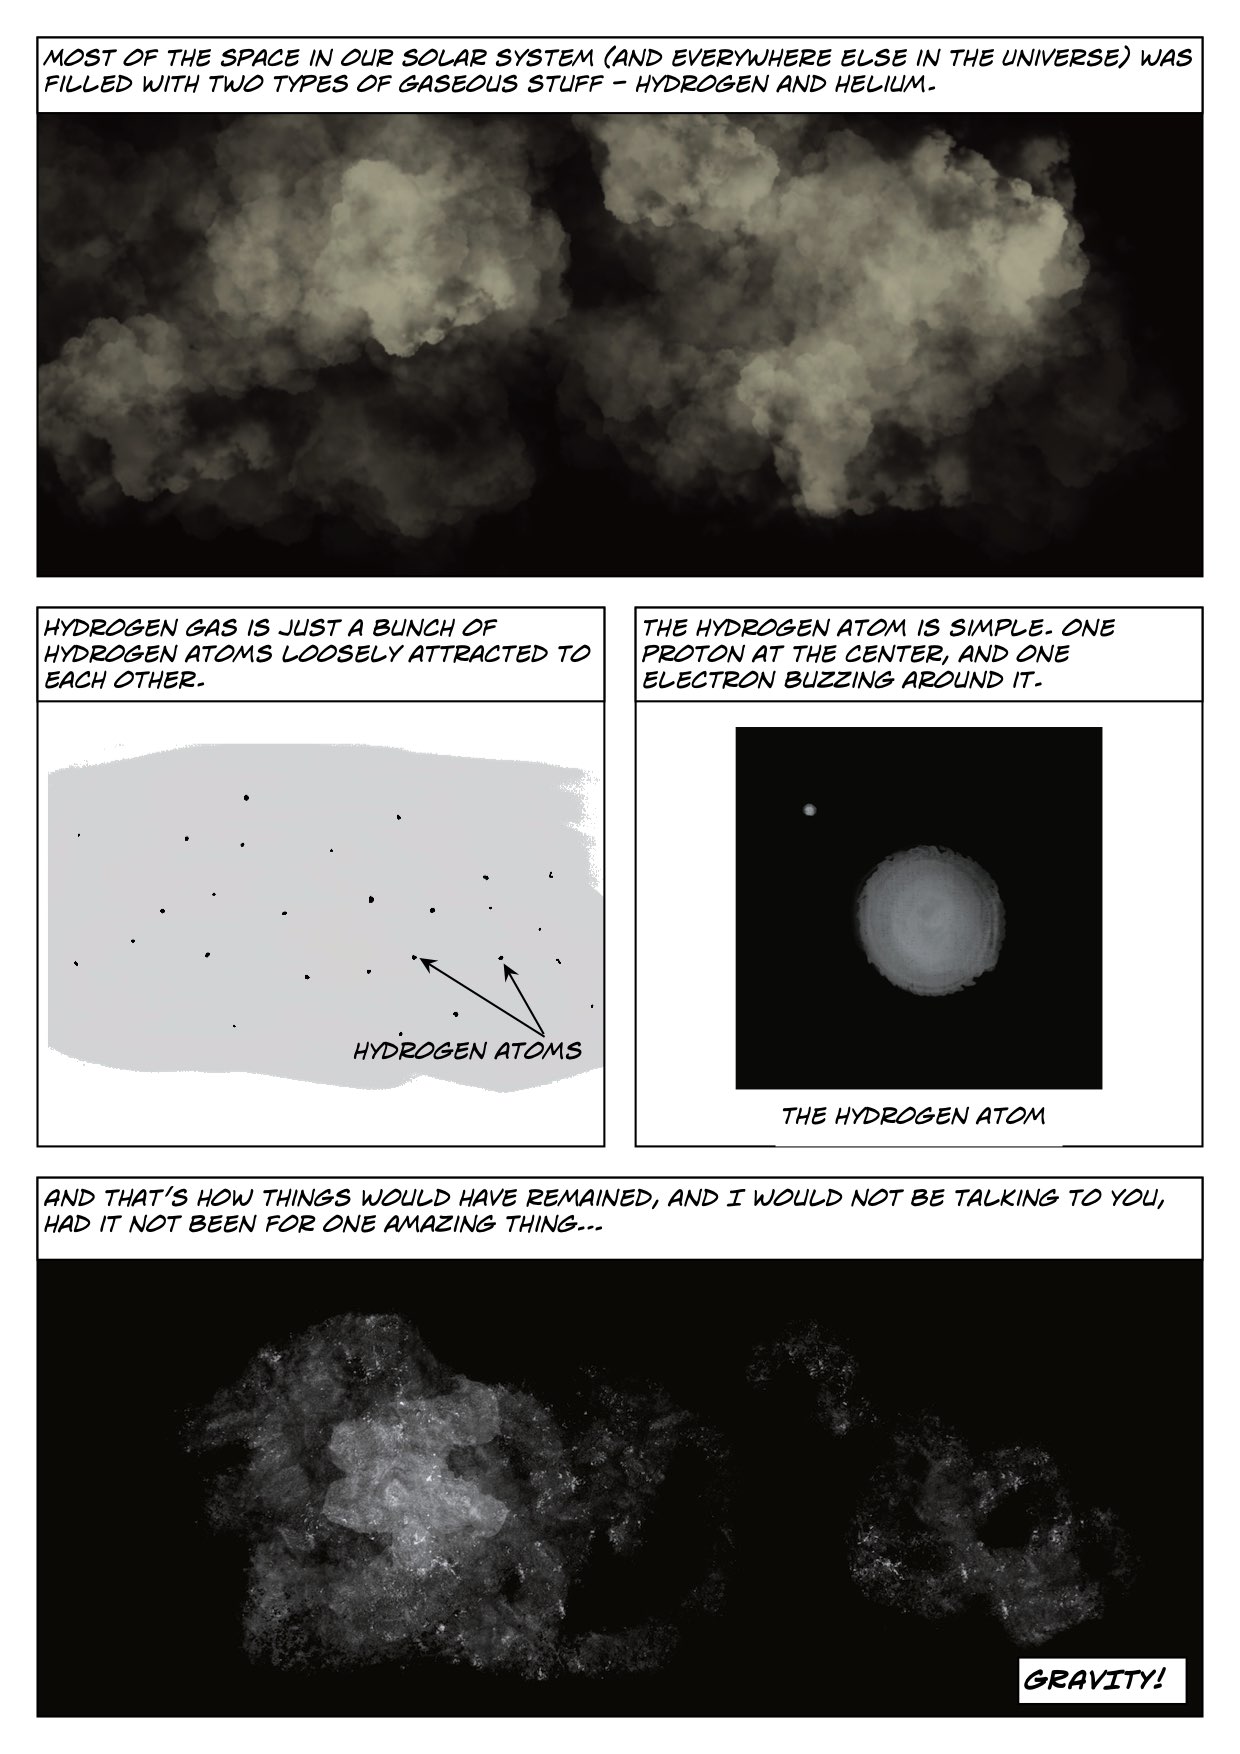 MOST OF THE SPACE IN OUR SOLAR SYSTEM (AND EVERYWHERE ELSE IN THE UNIVERSE) WAS
FILLED WITH TWO TYPES OF GASEOUS STUFF – HYDROGEN AND HELIUM.
HYDROGEN GAS IS JUST A BUNCH OF
HYDROGEN ATOMS LOOSELY ATTRACTED TO
EACH OTHER.
HYDROGEN ATOMS
THE HYDROGEN ATOM IS SIMPLE. ONE
PROTON AT THE CENTER, AND ONE
ELECTRON BUZZING AROUND IT.
THE HYDROGEN ATOM
AND THAT'S HOW THINGS WOULD HAVE REMAINED, AND I WOULD NOT BE TALKING TO YOU,
HAD IT NOT BEEN FOR ONE AMAZING THING...
GRAVITY!